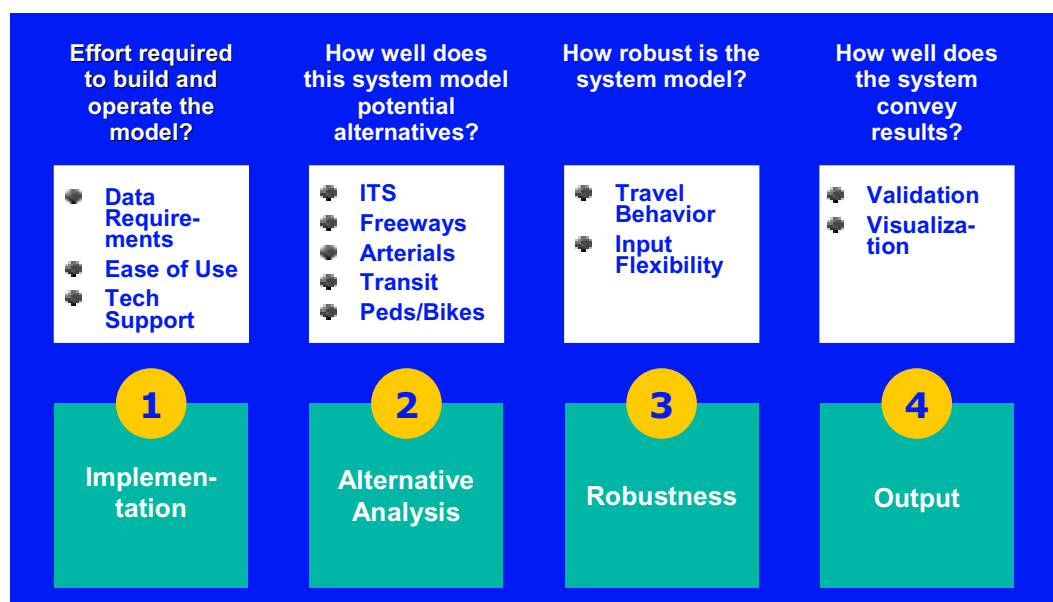 Effort required
to build and
operate the
model?
How well does
this system model
potential
alternatives?
How robust is the
system model?
How well does
the system
convey
results?
Data
Require-
ments
Ease of Use
Tech
Support
ITS
Freeways
Arterials
Transit
Peds/Bikes
Travel
Behavior
Input
Flexibility
Validation
Visualiza-
tion
1
Implemen-
tation
2
Alternative
Analysis
3
Robustness
4
Output